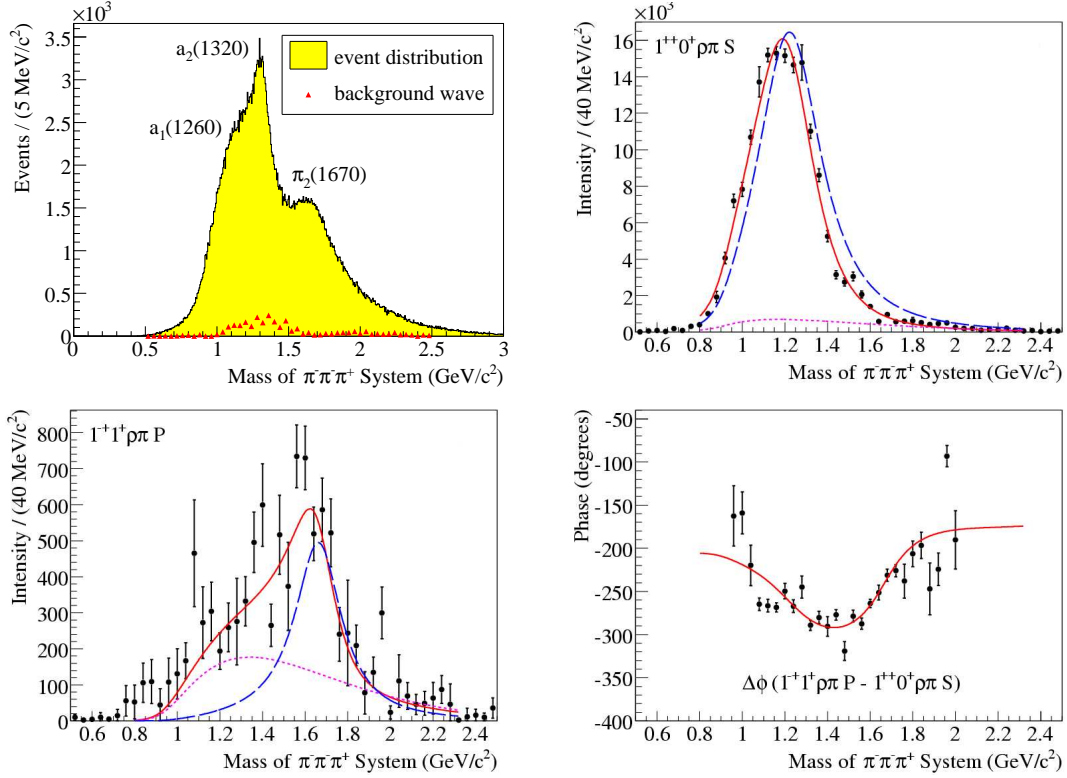 ×10³
Events / (5 MeV/c²)
3.5
3
2.5
2
1.5
1
0.5
0
a₂(1320)
a₁(1260)
π₂(1670)
event distribution
background wave
0 0.5 1 1.5 2 2.5 3
Mass of π⁻π⁻π⁺ System (GeV/c²)
×10³
Intensity / (40 MeV/c²)
16
14
12
10
8
6
4
2
0
1⁺⁺0⁺ρπ S
0.6 0.8 1 1.2 1.4 1.6 1.8 2 2.2 2.4
Mass of π⁻π⁻π⁺ System (GeV/c²)
Intensity / (40 MeV/c²)
800
700
600
500
400
300
200
100
0
1⁻⁺1⁺ρπ P
0.6 0.8 1 1.2 1.4 1.6 1.8 2 2.2 2.4
Mass of π⁻π⁻π⁺ System (GeV/c²)
Phase (degrees)
-50
-100
-150
-200
-250
-300
-350
-400
Δϕ (1⁻⁺1⁺ρπ P - 1⁺⁺0⁺ρπ S)
0.6 0.8 1 1.2 1.4 1.6 1.8 2 2.2 2.4
Mass of π⁻π⁻π⁺ System (GeV/c²)